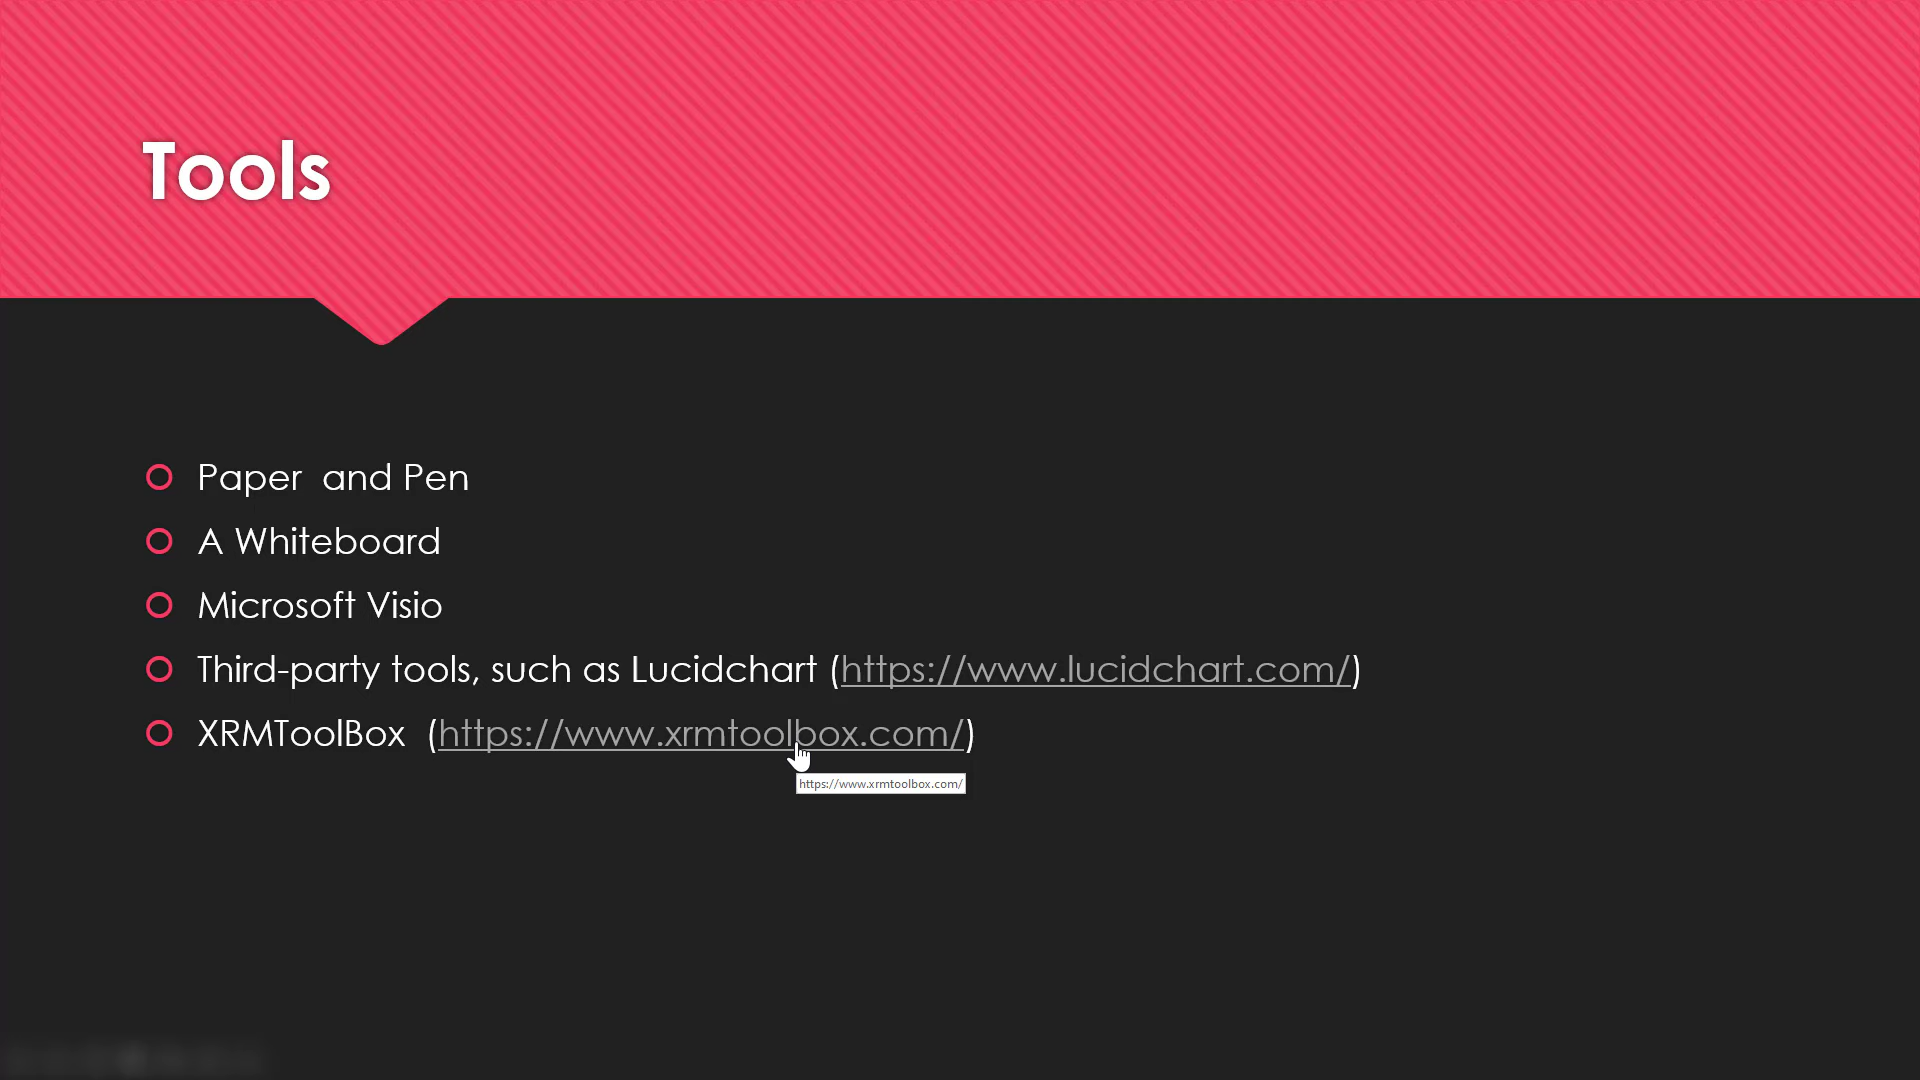 Tools
Paper  and Pen
A Whiteboard
Microsoft Visio
Third-party tools, such as Lucidchart (https://www.lucidchart.com/)
XRMToolBox  (https://www.xrmtoolbox.com/)
https://www.xrmtoolbox.com/